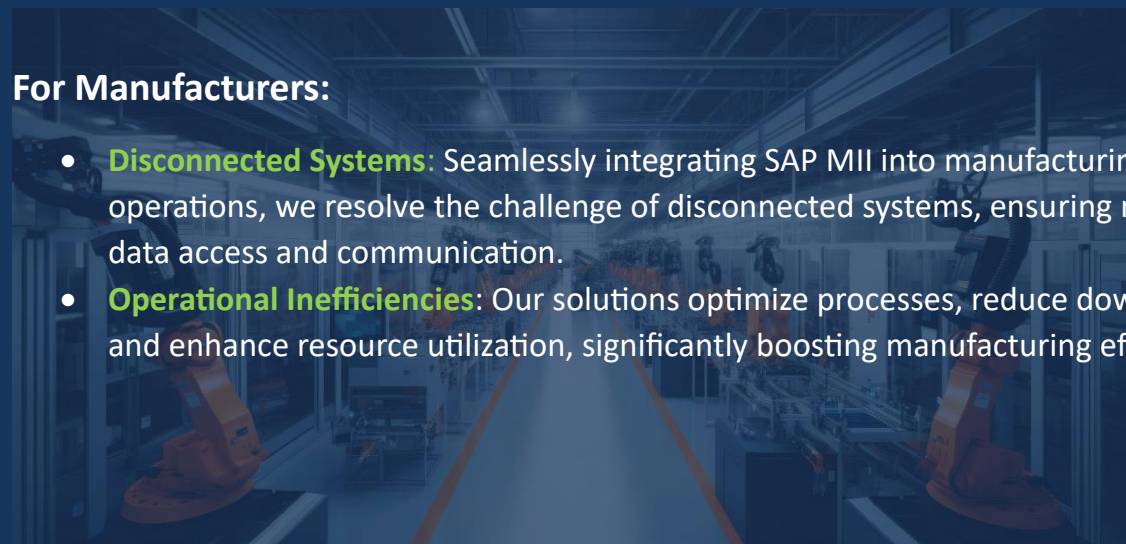 For Manufacturers:
• Disconnected Systems: Seamlessly integrating SAP MII into manufacturin
operations, we resolve the challenge of disconnected systems, ensuring
data access and communication.
• Operational Inefficiencies: Our solutions optimize processes, reduce dow
and enhance resource utilization, significantly boosting manufacturing ef